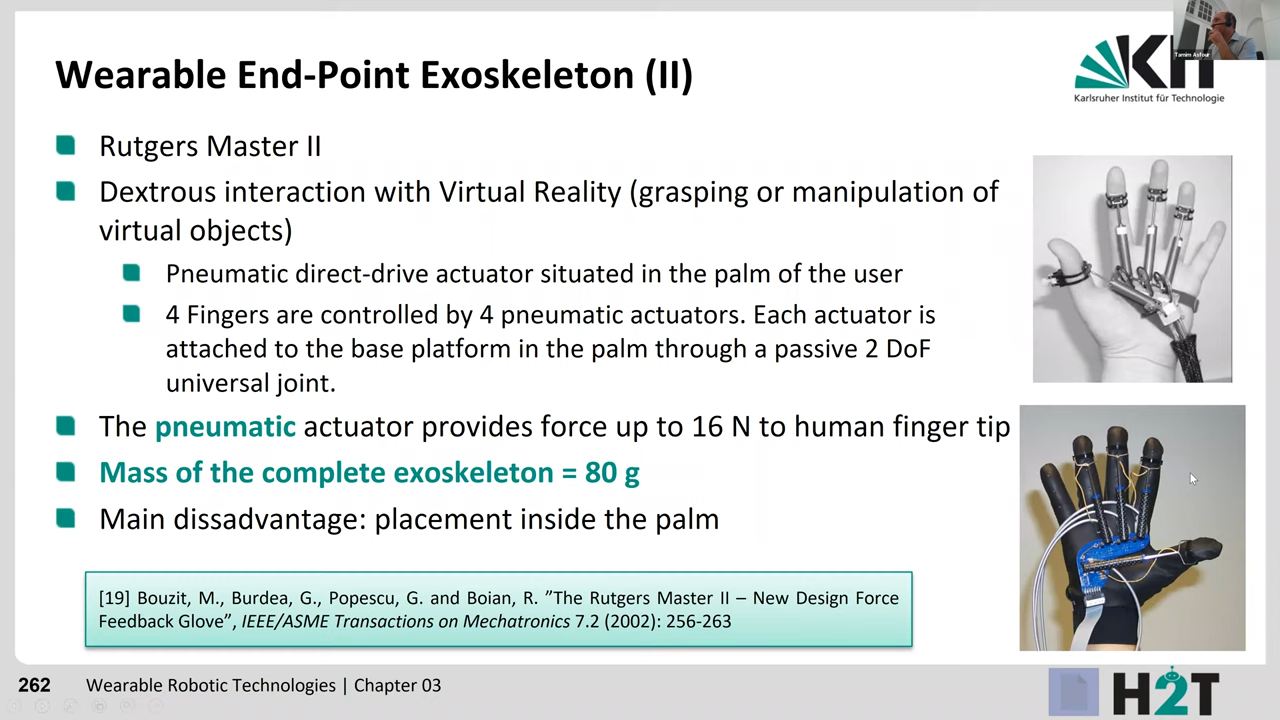 Wearable End-Point Exoskeleton (II)
KIT
Karlsruher Institut für Technologie
Tamim Asfour
Rutgers Master II
Dextrous interaction with Virtual Reality (grasping or manipulation of
virtual objects)
Pneumatic direct-drive actuator situated in the palm of the user
4 Fingers are controlled by 4 pneumatic actuators. Each actuator is
attached to the base platform in the palm through a passive 2 DoF
universal joint.
The pneumatic actuator provides force up to 16 N to human finger tip
Mass of the complete exoskeleton = 80 g
Main dissadvantage: placement inside the palm
[19] Bouzit, M., Burdea, G., Popescu, G. and Boian, R. ”The Rutgers Master II – New Design Force
Feedback Glove”, IEEE/ASME Transactions on Mechatronics 7.2 (2002): 256-263
262 Wearable Robotic Technologies | Chapter 03
H2T